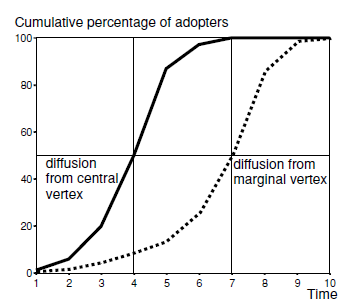 Cumulative percentage of adopters
100
80
60
40
20
0
diffusion
from central
vertex
diffusion from
marginal vertex
1 2 3 4 5 6 7 8 9 10
Time